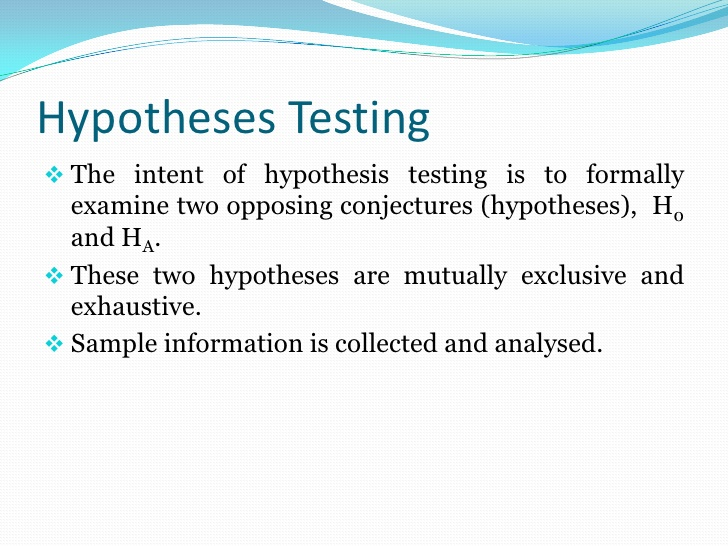 Hypotheses Testing
❖ The intent of hypothesis testing is to formally
examine two opposing conjectures (hypotheses), H₀
and H_A.
❖ These two hypotheses are mutually exclusive and
exhaustive.
❖ Sample information is collected and analysed.